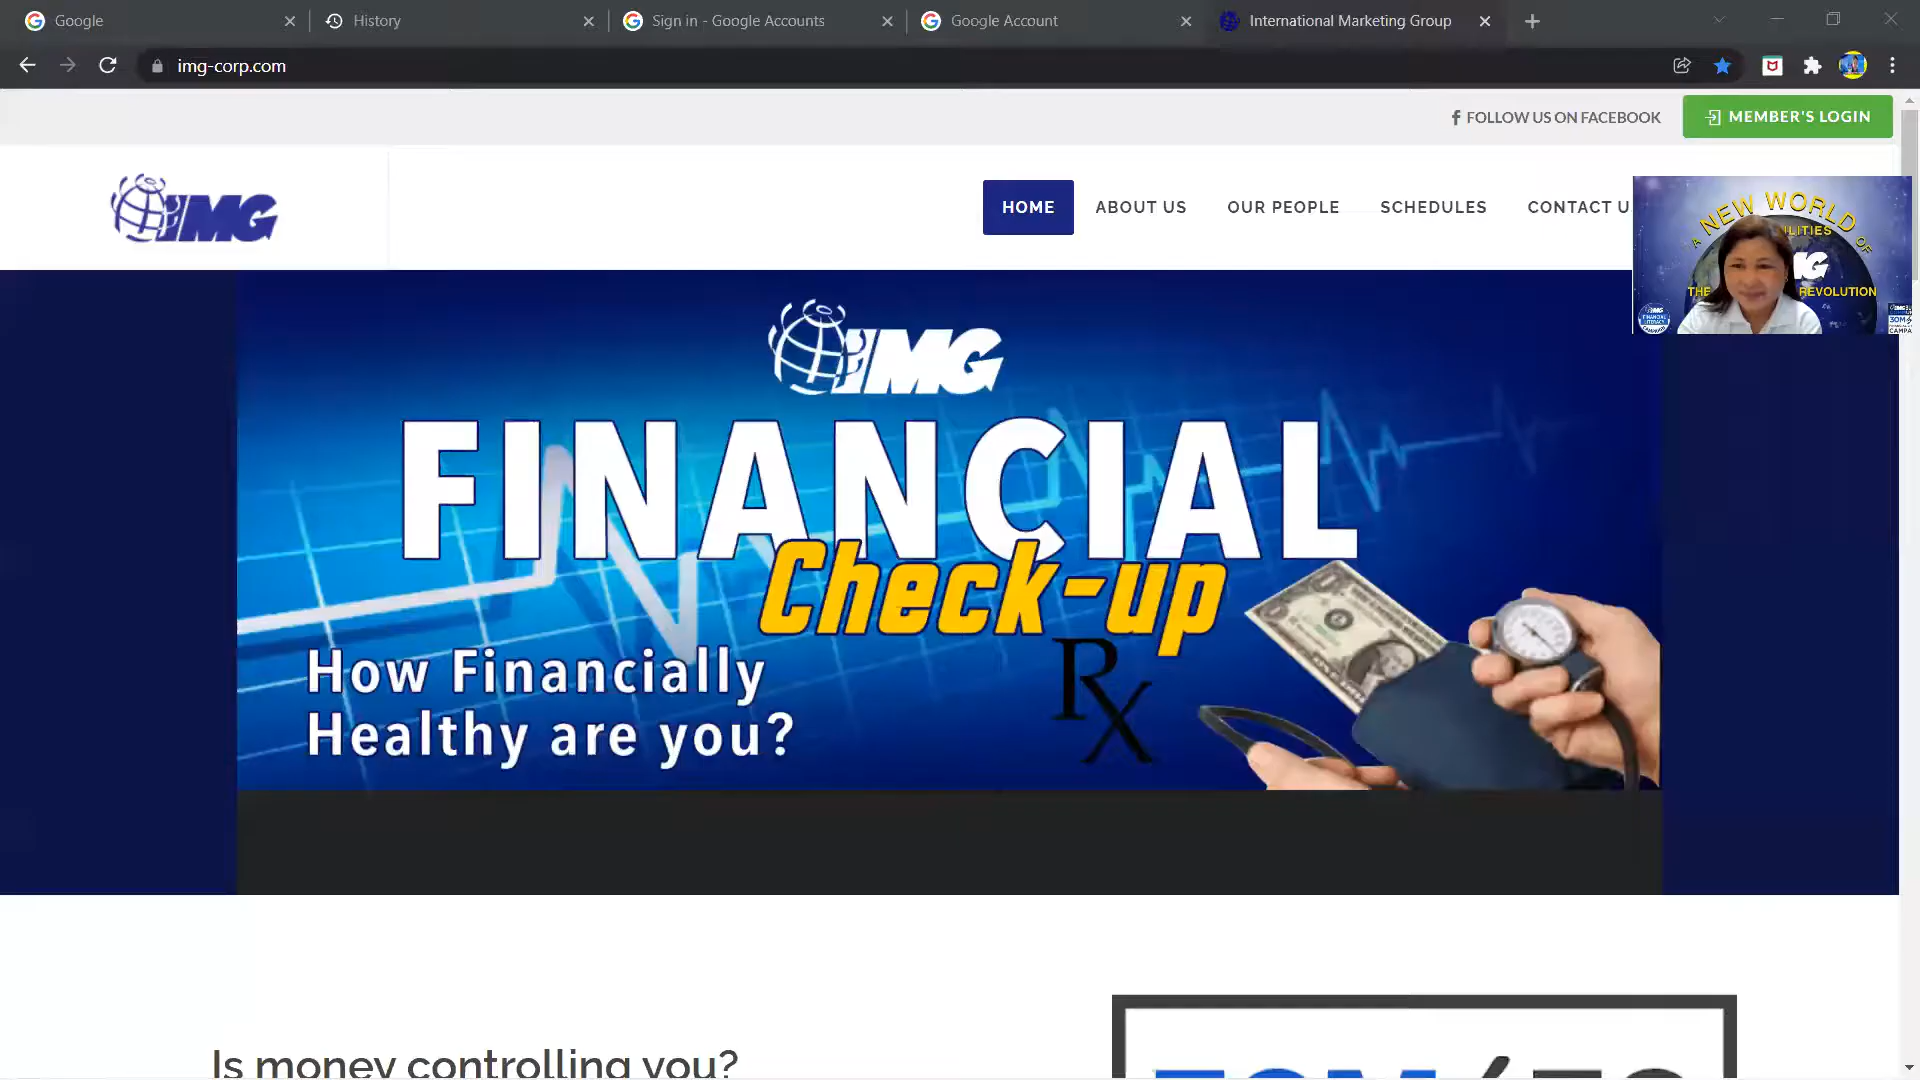 Google
History
Sign in - Google Accounts
Google Account
International Marketing Group
img-corp.com
FOLLOW US ON FACEBOOK
MEMBER'S LOGIN
IMG
HOME
ABOUT US
OUR PEOPLE
SCHEDULES
CONTACT U
A NEW WORLD
OF
THE
REVOLUTION
IMG
FINANCIAL
Check-up
Rx
How Financially
Healthy are you?
Is money controlling you?